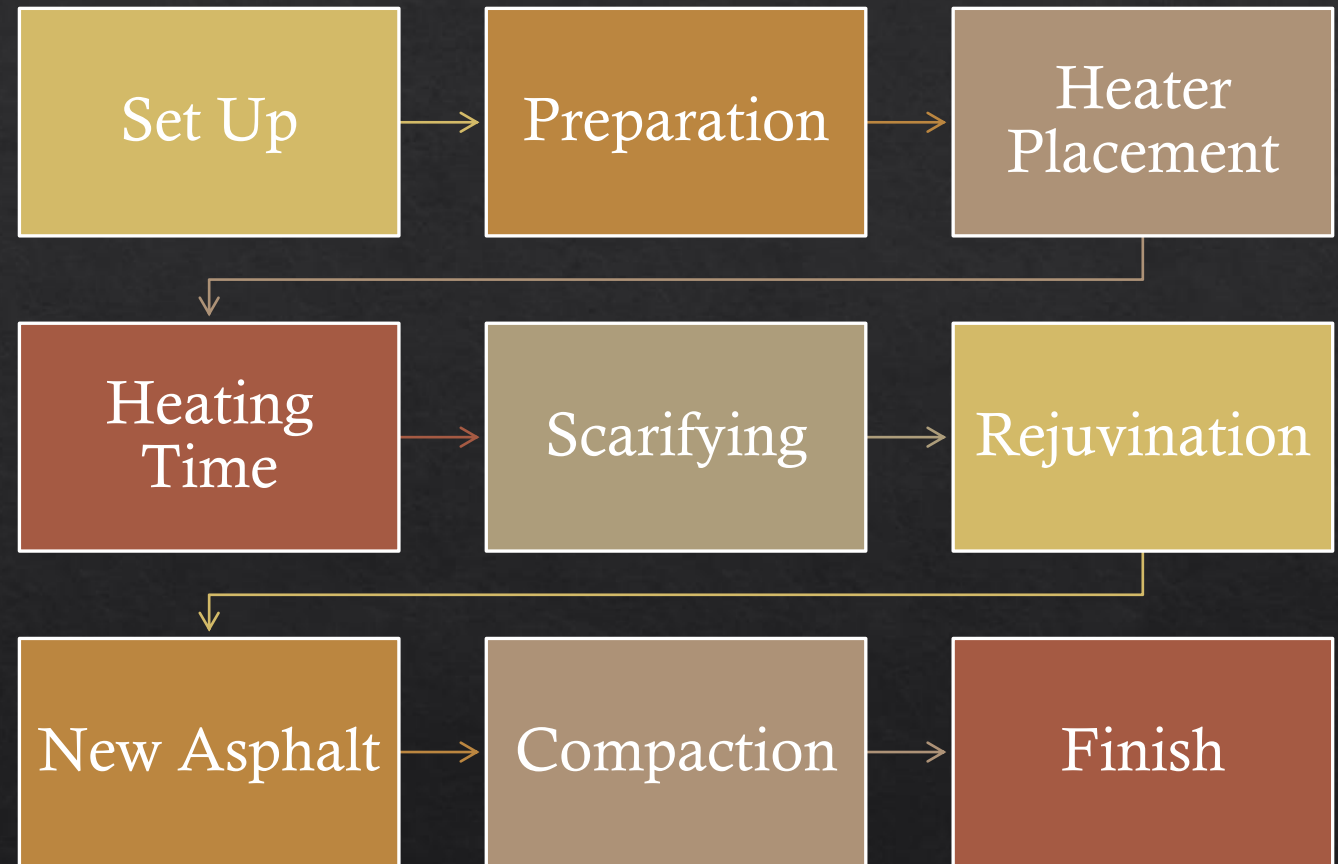 Set Up
Preparation
Heater
Placement
Heating
Time
Scarifying
Rejuvination
New Asphalt
Compaction
Finish